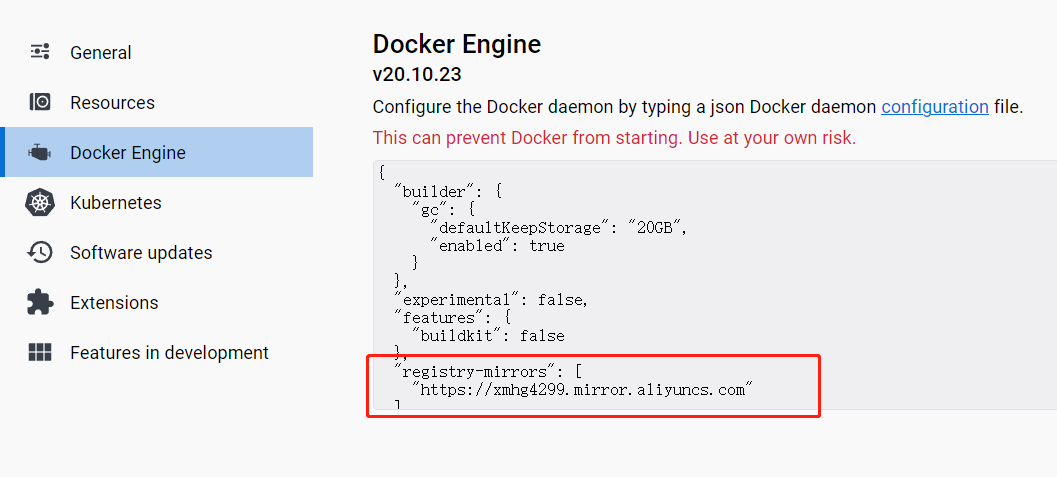 General
Resources
Docker Engine
Kubernetes
Software updates
Extensions
Features in development
Docker Engine
v20.10.23
Configure the Docker daemon by typing a json Docker daemon configuration file.
This can prevent Docker from starting. Use at your own risk.
{
  "builder": {
    "gc": {
      "defaultKeepStorage": "20GB",
      "enabled": true
    }
  },
  "experimental": false,
  "features": {
    "buildkit": false
  },
  "registry-mirrors": [
    "https://xmhg4299.mirror.aliyuncs.com"
  ]